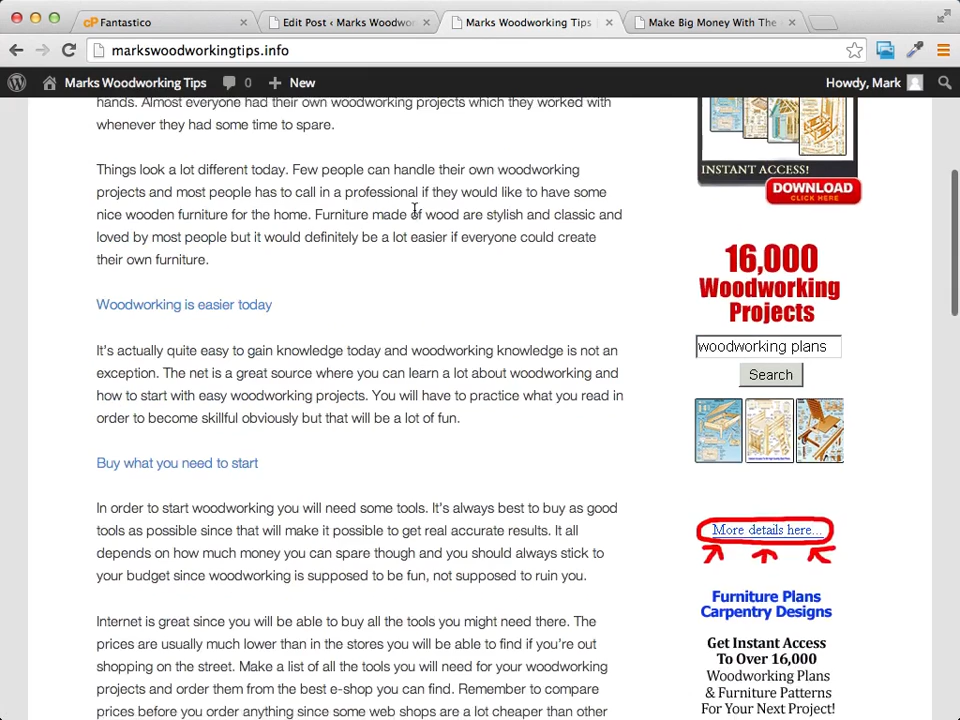 Fantastico
Edit Post ‹ Marks Woodwo
Marks Woodworking Tips
Make Big Money With The
markswoodworkingtips.info
Marks Woodworking Tips
0
New
Howdy, Mark
hands. Almost everyone had their own woodworking projects which they worked with
whenever they had some time to spare.
Things look a lot different today. Few people can handle their own woodworking
projects and most people has to call in a professional if they would like to have some
nice wooden furniture for the home. Furniture made of wood are stylish and classic and
loved by most people but it would definitely be a lot easier if everyone could create
their own furniture.
Woodworking is easier today
It's actually quite easy to gain knowledge today and woodworking knowledge is not an
exception. The net is a great source where you can learn a lot about woodworking and
how to start with easy woodworking projects. You will have to practice what you read in
order to become skillful obviously but that will be a lot of fun.
Buy what you need to start
In order to start woodworking you will need some tools. It's always best to buy as good
tools as possible since that will make it possible to get real accurate results. It all
depends on how much money you can spare though and you should always stick to
your budget since woodworking is supposed to be fun, not supposed to ruin you.
Internet is great since you will be able to buy all the tools you might need there. The
prices are usually much lower than in the stores you will be able to find if you're out
shopping on the street. Make a list of all the tools you will need for your woodworking
projects and order them from the best e-shop you can find. Remember to compare
prices before you order anything since some web shops are a lot cheaper than other
INSTANT ACCESS!
DOWNLOAD
CLICK HERE
16,000
Woodworking
Projects
woodworking plans
Search
More details here...
Furniture Plans
Carpentry Designs
Get Instant Access
To Over 16,000
Woodworking Plans
& Furniture Patterns
For Your Next Project!